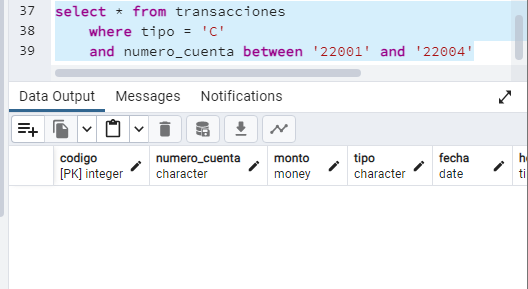 37 select * from transacciones
38 where tipo = 'C'
39 and numero_cuenta between '22001' and '22004'
Data Output Messages Notifications
codigo numero_cuenta monto tipo fecha
[PK] integer character money character date